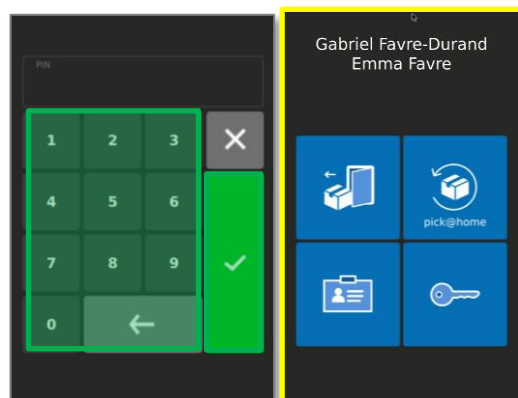 PIN
1 2 3
4 5 6
7 8 9
0
Gabriel Favre-Durand
Emma Favre
pick@home